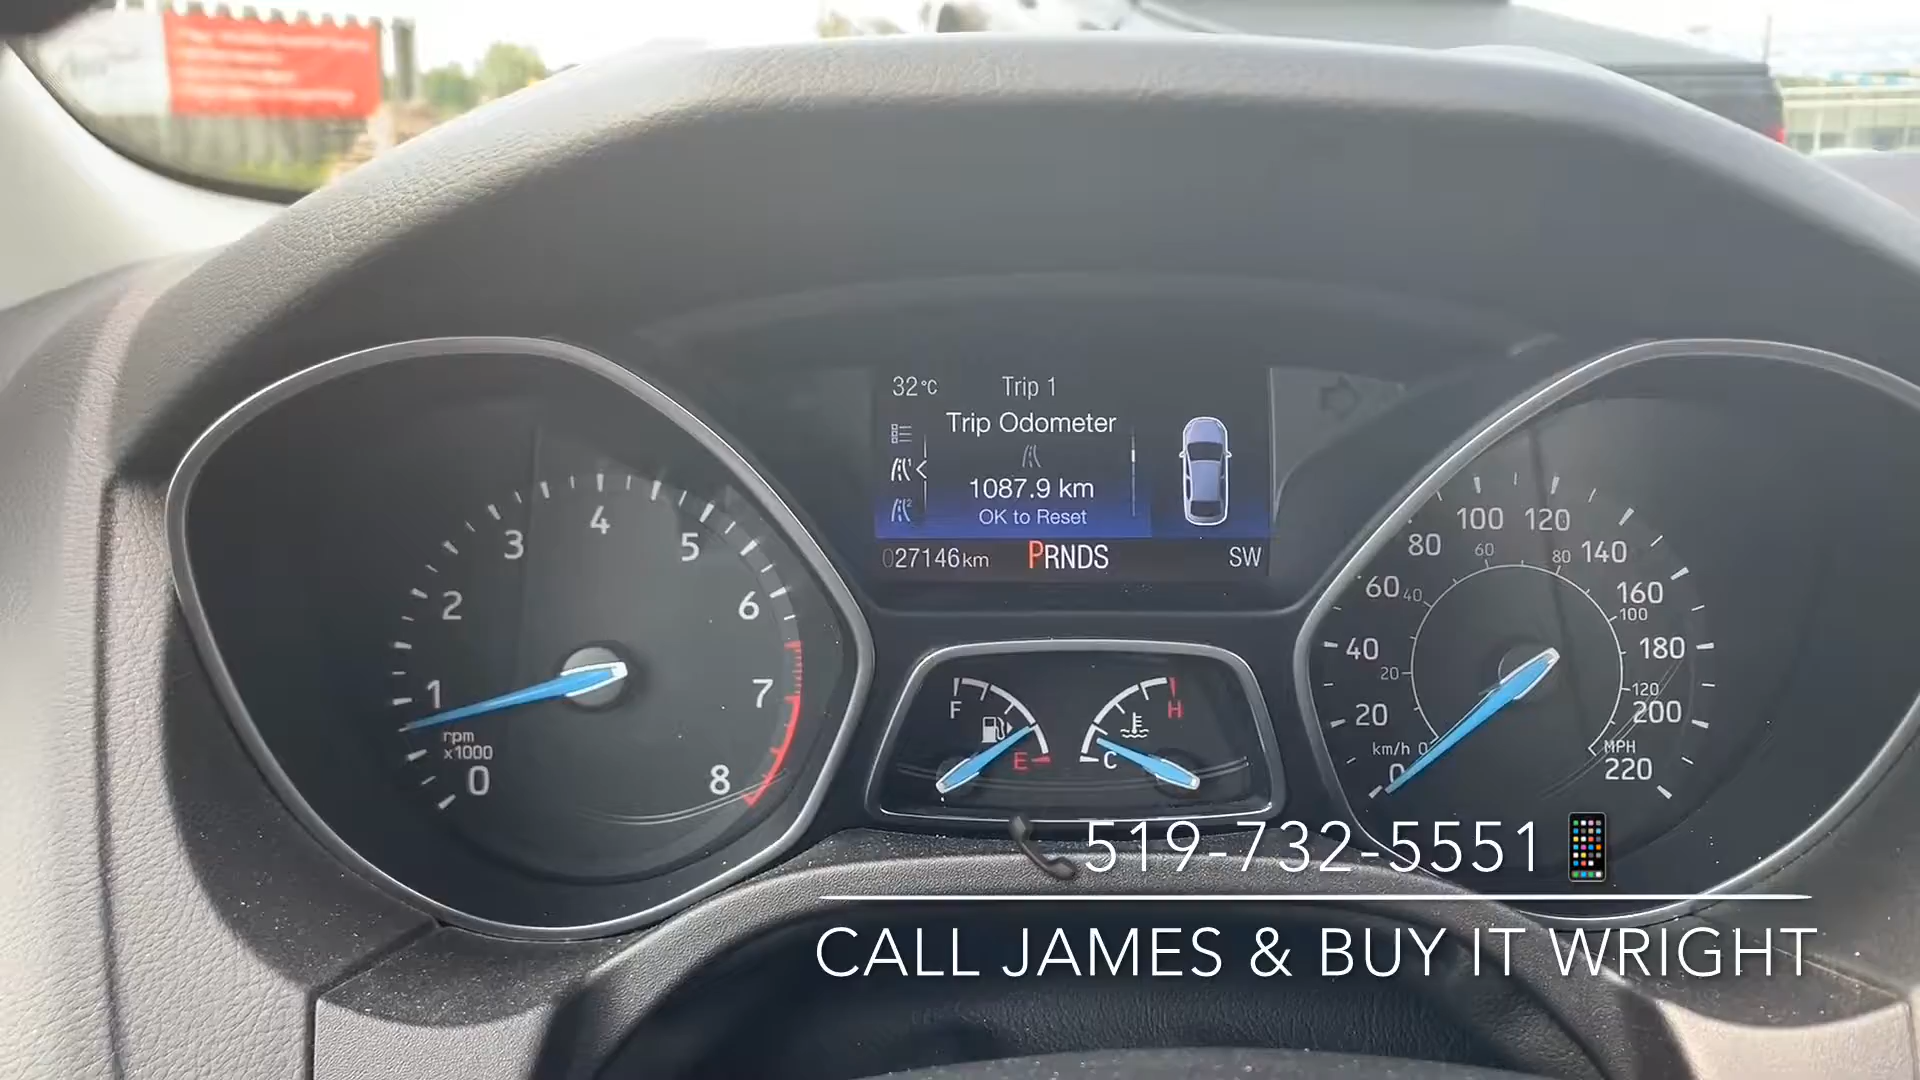 32°C Trip 1
Trip Odometer
1087.9 km
OK to Reset
027146km PRNDS SW
0 1 2 3 4 5 6 7 8
rpm
x1000
F E
C H
0 20 40 60 80 100 120 140 160 180 200 220
km/h 0 20 40 60 80 100 120 MPH
519-732-5551
CALL JAMES & BUY IT WRIGHT